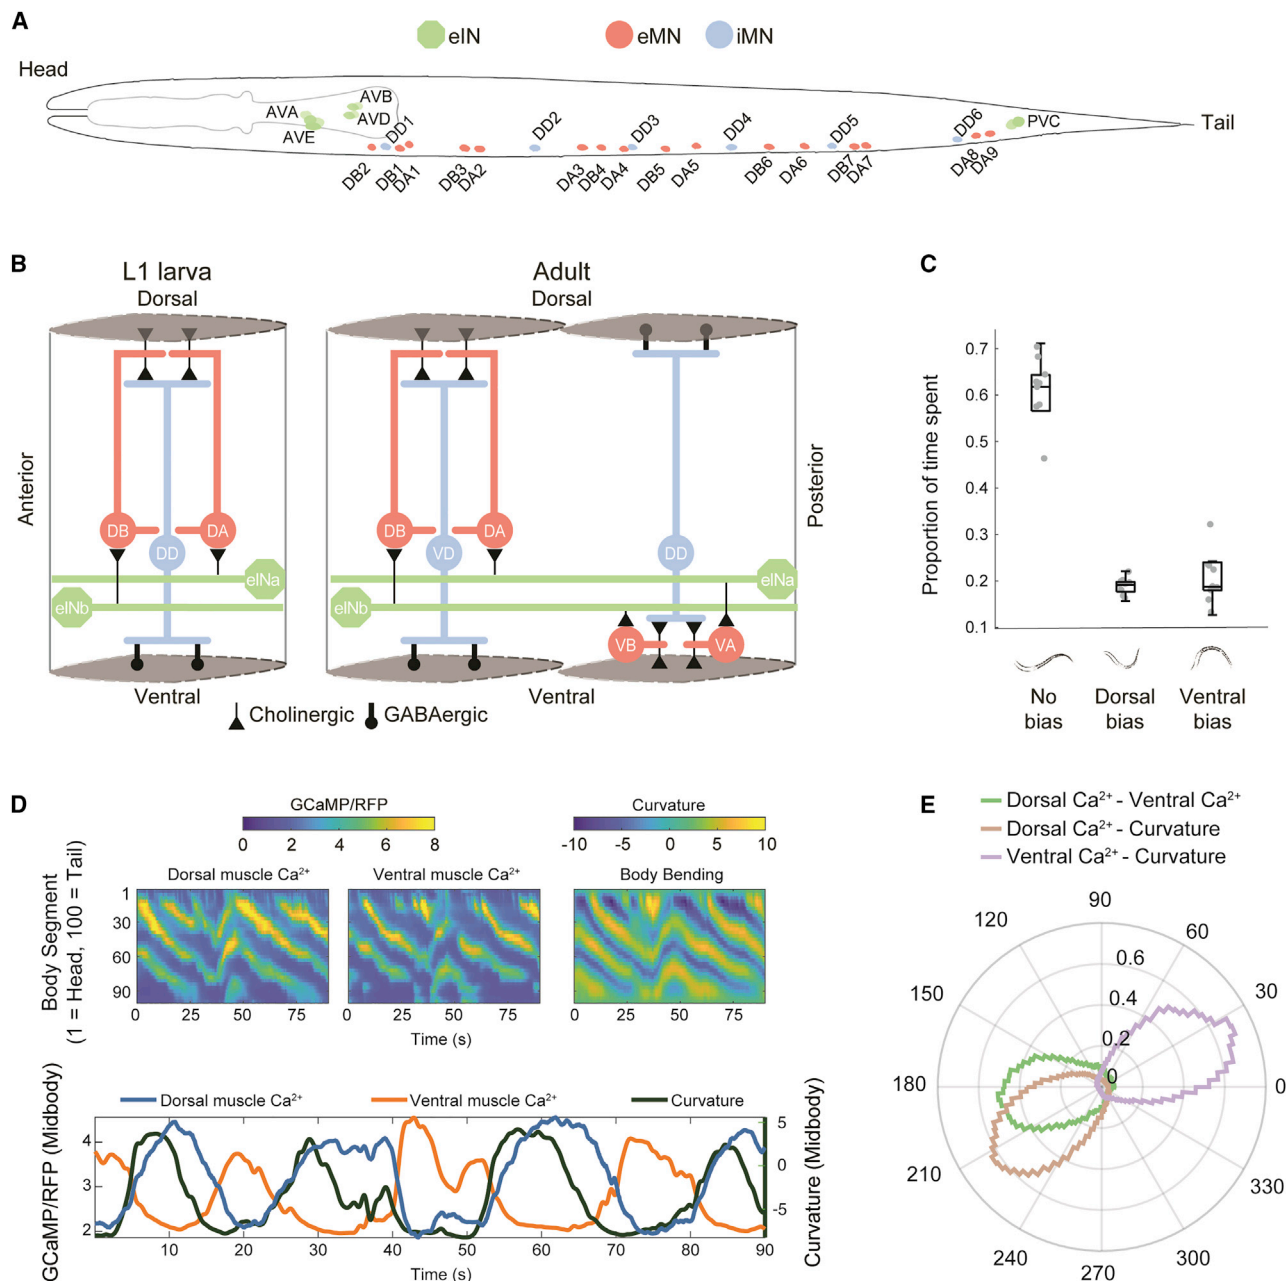 A
eIN eMN iMN
Head
AVA
AVB
AVD
AVE
DD1
DD2
DD3
DD4
DD5
DD6
PVC
Tail
DB2
DB1
DA1
DB3
DA2
DA3
DB4
DA4
DB5
DA5
DB6
DA6
DB7
DA7
DA8
DA9
B
L1 larva
Dorsal
Adult
Dorsal
Anterior
Posterior
DB
DA
DD
eINa
eINb
DB
DA
VD
DD
eINa
eINb
VB
VA
Ventral
Ventral
Cholinergic GABAergic
C
Proportion of time spent
0.7
0.6
0.5
0.4
0.3
0.2
0.1
No bias
Dorsal bias
Ventral bias
D
GCaMP/RFP
0 2 4 6 8
Curvature
-10 -5 0 5 10
Dorsal muscle Ca²⁺
Ventral muscle Ca²⁺
Body Bending
Body Segment
(1 = Head, 100 = Tail)
1
30
60
90
0 25 50 75
0 25 50 75
0 25 50 75
Time (s)
Dorsal muscle Ca²⁺ Ventral muscle Ca²⁺ Curvature
GCaMP/RFP (Midbody)
4
3
2
Curvature (Midbody)
5
0
-5
10 20 30 40 50 60 70 80 90
Time (s)
E
Dorsal Ca²⁺ - Ventral Ca²⁺
Dorsal Ca²⁺ - Curvature
Ventral Ca²⁺ - Curvature
90
120
60
150
30
180
0
210
330
240
300
270
0.6
0.4
0.2
0